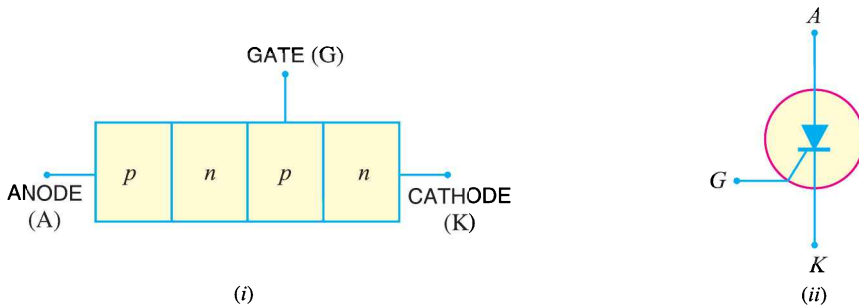 GATE (G)
p n p n
ANODE
(A)
CATHODE
(K)
(i)
A
G
K
(ii)